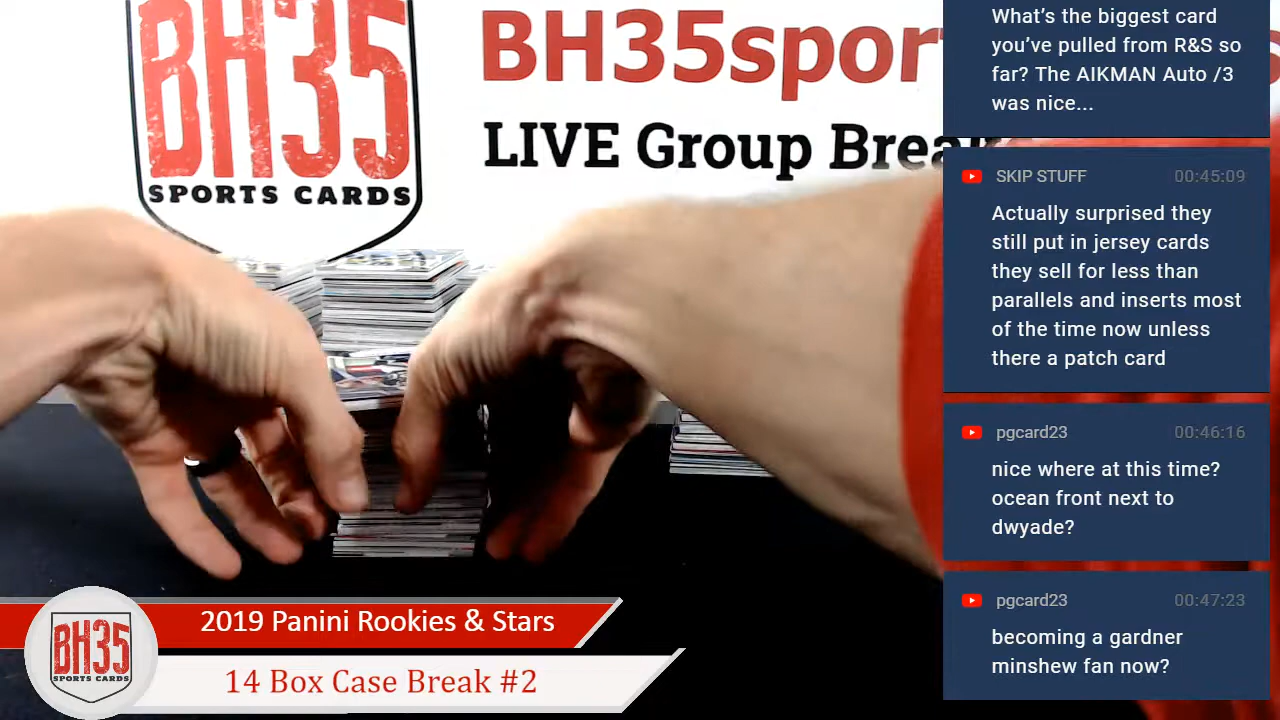 BH35
SPORTS CARDS
BH35spor
LIVE Group Brea
What's the biggest card
you've pulled from R&S so
far? The AIKMAN Auto /3
was nice...
SKIP STUFF 00:45:09
Actually surprised they
still put in jersey cards
they sell for less than
parallels and inserts most
of the time now unless
there a patch card
pgcard23 00:46:16
nice where at this time?
ocean front next to
dwyade?
pgcard23 00:47:23
becoming a gardner
minshew fan now?
BH35
SPORTS CARDS
2019 Panini Rookies & Stars
14 Box Case Break #2